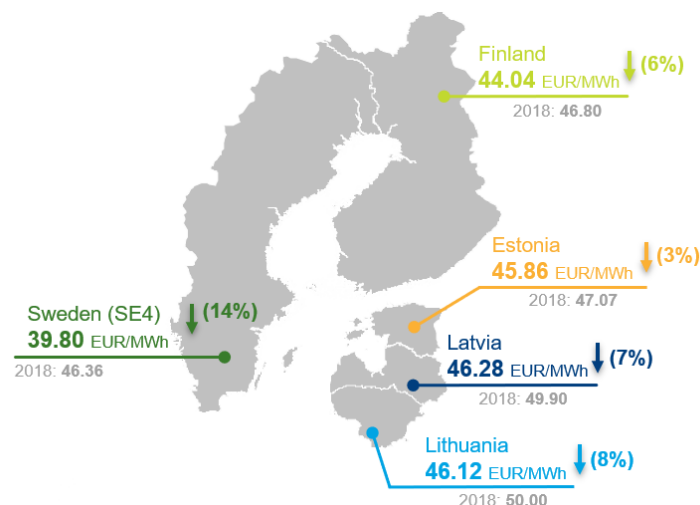 Finland
44.04 EUR/MWh (6%)
2018: 46.80
Estonia
45.86 EUR/MWh (3%)
2018: 47.07
Sweden (SE4) (14%)
39.80 EUR/MWh
2018: 46.36
Latvia
46.28 EUR/MWh (7%)
2018: 49.90
Lithuania
46.12 EUR/MWh (8%)
2018: 50.00